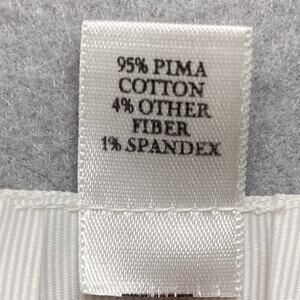 95% PIMA
COTTON
4% OTHER
FIBER
1% SPANDEX